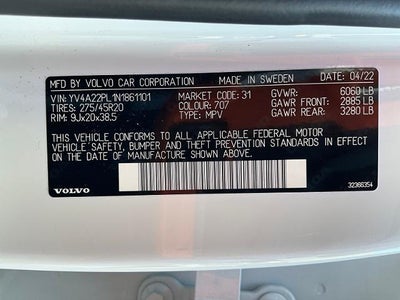 MFD. BY VOLVO CAR CORPORATION MADE IN SWEDEN DATE: 04/22
VIN: YV4A22PL1N1861101 MARKET CODE: 31 GVWR: 6060 LB
TIRES: 275/45R20 COLOUR: 707 GAWR FRONT: 2885 LB
RIM: 9Jx20x38.5 TYPE: MPV GAWR REAR: 3280 LB
THIS VEHICLE CONFORMS TO ALL APPLICABLE FEDERAL MOTOR
VEHICLE SAFETY, BUMPER AND THEFT PREVENTION STANDARDS IN EFFECT
ON THE DATE OF MANUFACTURE SHOWN ABOVE.
VOLVO 32366354